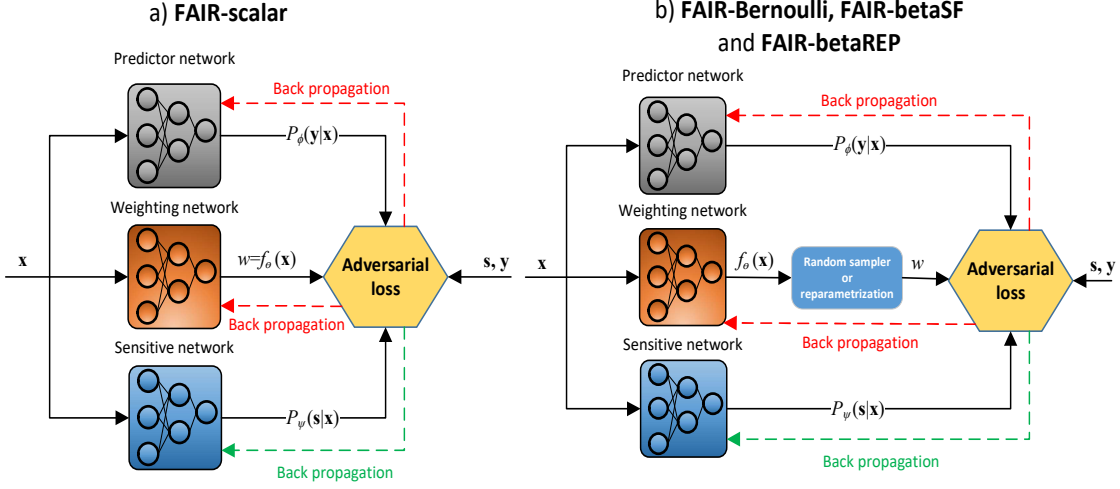 a) FAIR-scalar
Predictor network
Back propagation
Pϕ(y|x)
Weighting network
x
w=fθ(x)
Adversarial
loss
s, y
Back propagation
Sensitive network
Pψ(s|x)
Back propagation
b) FAIR-Bernoulli, FAIR-betaSF
and FAIR-betaREP
Predictor network
Back propagation
Pϕ(y|x)
Weighting network
x
fθ(x)
Random sampler
or
reparametrization
w
Adversarial
loss
s, y
Back propagation
Sensitive network
Pψ(s|x)
Back propagation